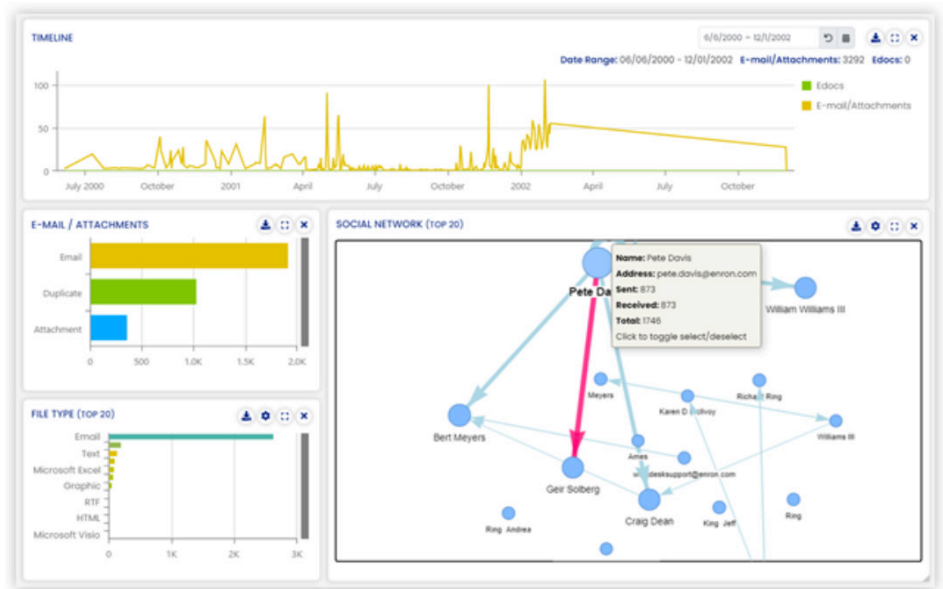 TIMELINE
6/6/2000 - 12/1/2002
Date Range: 06/06/2000 - 12/01/2002 E-mail/Attachments: 3292 Edocs: 0
100
50
0
Edocs
E-mail/Attachments
July 2000 October 2001 April July October 2002 April July October
E-MAIL / ATTACHMENTS
Email
Duplicate
Attachment
0 500 1.0K 1.5K 2.0K
FILE TYPE (TOP 20)
Email
Text
Microsoft Excel
Graphic
RTF
HTML
Microsoft Visio
0 1K 2K 3K
SOCIAL NETWORK (TOP 20)
Name: Pete Davis
Address: pete.davis@enron.com
Sent: 873
Received: 873
Total: 1746
Click to toggle select/deselect
Pete Da
William Williams III
Meyers
Karen D
Richard Ring
Bert Meyers
Williams III
Ames
desksupport@enron.com
Geir Solberg
Craig Dean
King Jeff
Ring
Ring Andrea